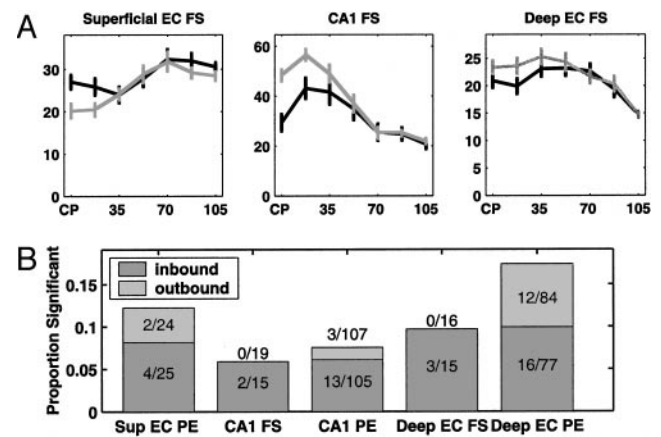 A
Superficial EC FS
CA1 FS
Deep EC FS
30
20
10
0
CP 35 70 105
60
40
20
0
CP 35 70 105
25
20
15
10
5
0
CP 35 70 105
B
Proportion Significant
0.15
0.1
0.05
0
inbound
outbound
2/24
4/25
0/19
2/15
3/107
13/105
0/16
3/15
12/84
16/77
Sup EC PE CA1 FS CA1 PE Deep EC FS Deep EC PE